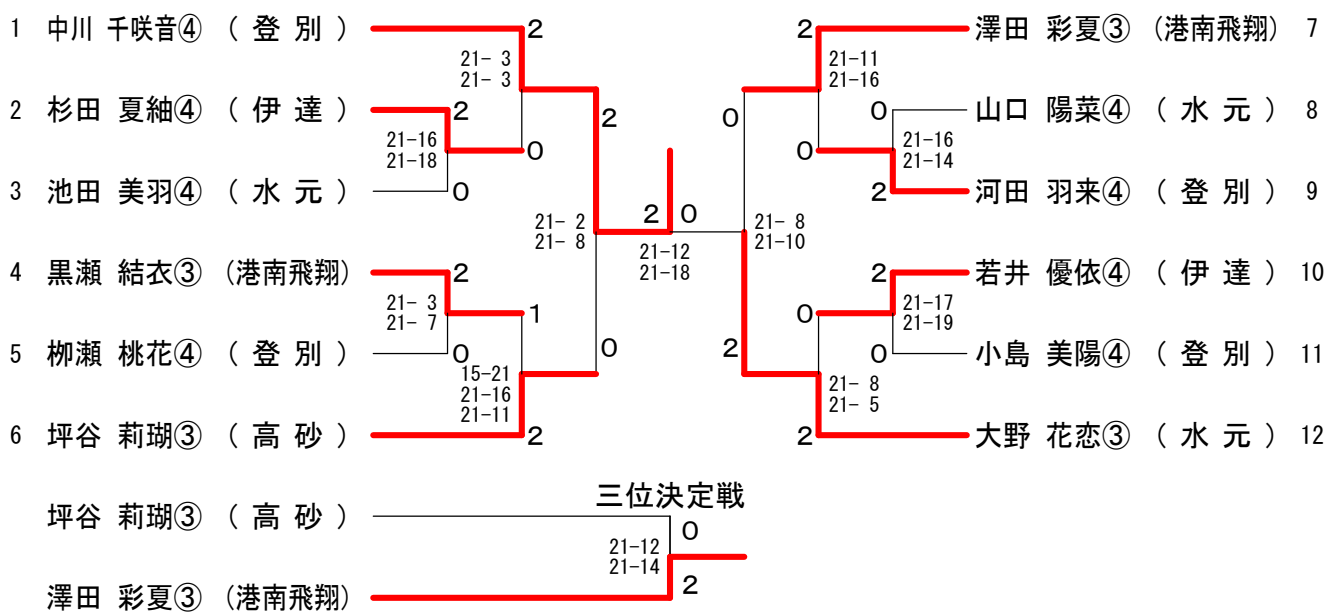 1 中川 千咲音④ (登別) 2 2 澤田 彩夏③ (港南飛翔) 7
21- 3 21-11
21- 3 21-16
2 杉田 夏紬④ (伊達) 2 2 0 0 山口 陽菜④ (水元) 8
21-16 21-16
21-18 0 0 21-14
3 池田 美羽④ (水元) 0 2 河田 羽来④ (登別) 9
21- 2 2 0 21- 8
21- 8 21-12 21-10
21-18
4 黒瀬 結衣③ (港南飛翔) 2 2 若井 優依④ (伊達) 10
21- 3 1 0 21-17
21- 7 21-19
5 栁瀬 桃花④ (登別) 0 0 2 0 小島 美陽④ (登別) 11
15-21 21- 8
21-16 21- 5
21-11
6 坪谷 莉瑚③ (高砂) 2 2 大野 花恋③ (水元) 12
三位決定戦
坪谷 莉瑚③ (高砂) 0
21-12
21-14
澤田 彩夏③ (港南飛翔) 2